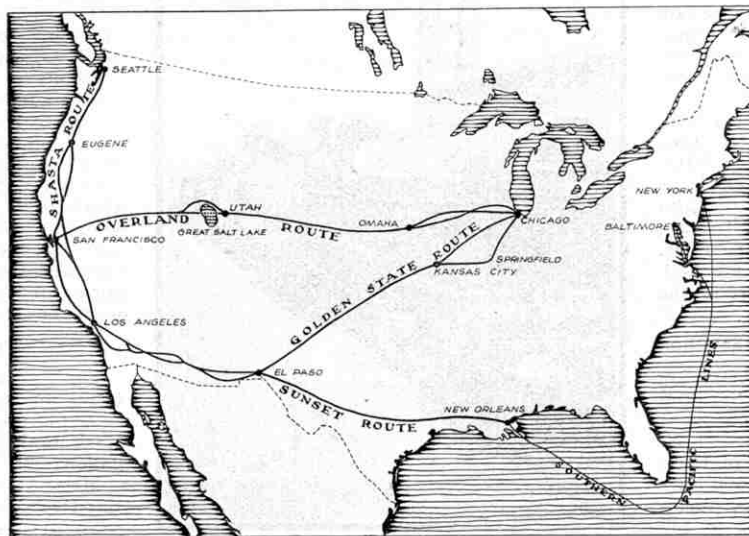 SEATTLE
SHASTA ROUTE
EUGENE
NEW YORK
UTAH
OVERLAND ROUTE
GREAT SALT LAKE
OMAHA
CHICAGO
BALTIMORE
SAN FRANCISCO
GOLDEN STATE ROUTE
SPRINGFIELD
KANSAS CITY
LOS ANGELES
EL PASO
SUNSET ROUTE
NEW ORLEANS
SOUTHERN PACIFIC LINES